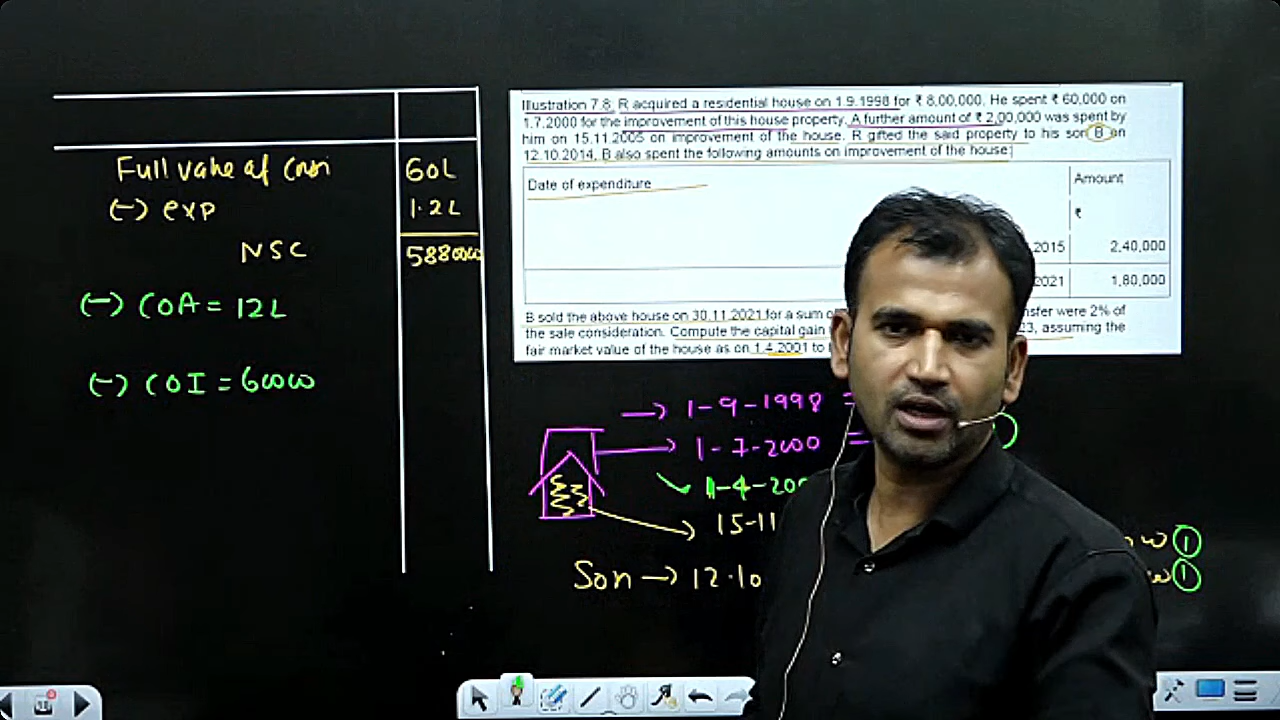 Illustration 7.8: R acquired a residential house on 1.9.1998 for ₹ 8,00,000. He spent ₹ 60,000 on
1.7.2000 for the improvement of this house property. A further amount of ₹ 2,00,000 was spent by
him on 15.11.2005 on improvement of the house. R gifted the said property to his son B on
12.10.2014. B also spent the following amounts on improvement of the house:
Date of expenditure Amount
₹
2015 2,40,000
2021 1,80,000
B sold the above house on 30.11.2021 for a sum of nsfer were 2% of
the sale consideration. Compute the capital gain 23, assuming the
fair market value of the house as on 1.4.2001 to
Full value of Consi 60L
(-) exp 1.2L
NSC 5880000
(-) COA = 12L
(-) COI = 60000
→ 1-9-1998 =
→ 1-7-2000 =
1-4-200
→ 15-11
Son → 12.10
1
1